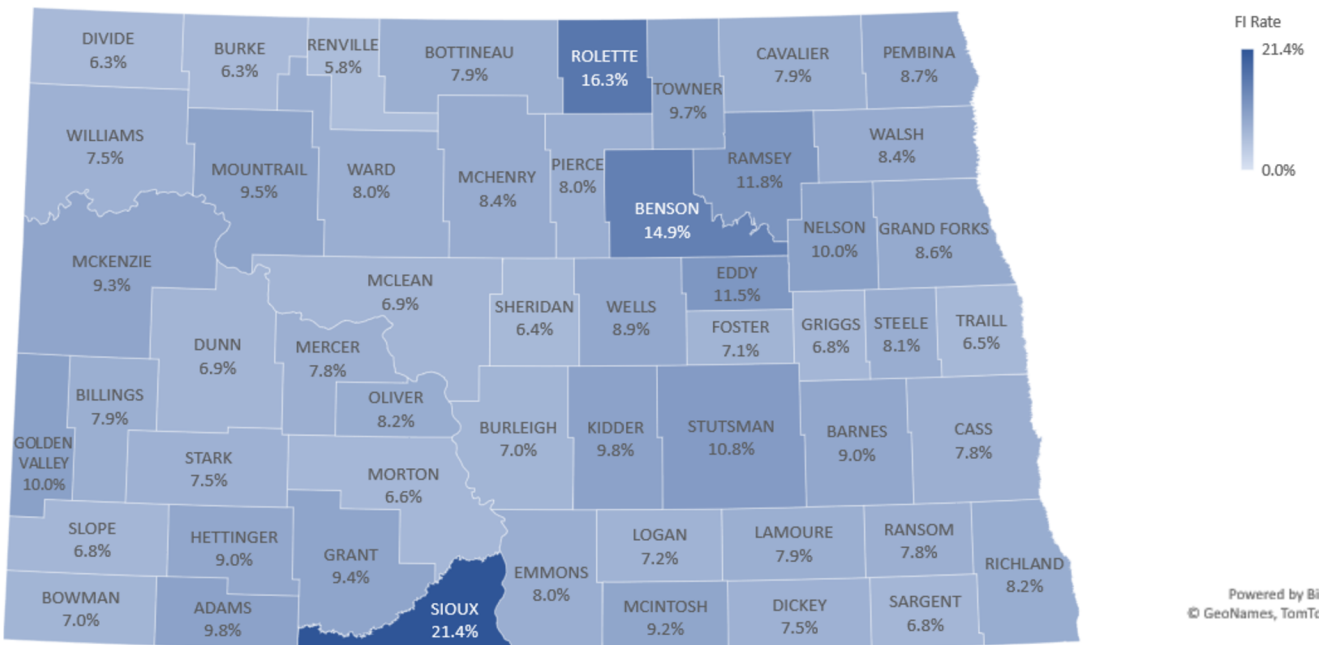 DIVIDE
6.3%
BURKE
6.3%
RENVILLE
5.8%
BOTTINEAU
7.9%
ROLETTE
16.3%
TOWNER
9.7%
CAVALIER
7.9%
PEMBINA
8.7%
FI Rate
21.4%
0.0%
WILLIAMS
7.5%
MOUNTRAIL
9.5%
WARD
8.0%
MCHENRY
8.4%
PIERCE
8.0%
BENSON
14.9%
RAMSEY
11.8%
WALSH
8.4%
NELSON
10.0%
GRAND FORKS
8.6%
MCKENZIE
9.3%
MCLEAN
6.9%
SHERIDAN
6.4%
WELLS
8.9%
EDDY
11.5%
FOSTER
7.1%
GRIGGS
6.8%
STEELE
8.1%
TRAILL
6.5%
DUNN
6.9%
MERCER
7.8%
OLIVER
8.2%
BILLINGS
7.9%
GOLDEN
VALLEY
10.0%
STARK
7.5%
MORTON
6.6%
BURLEIGH
7.0%
KIDDER
9.8%
STUTSMAN
10.8%
BARNES
9.0%
CASS
7.8%
SLOPE
6.8%
HETTINGER
9.0%
GRANT
9.4%
BOWMAN
7.0%
ADAMS
9.8%
SIOUX
21.4%
EMMONS
8.0%
LOGAN
7.2%
LAMOURE
7.9%
RANSOM
7.8%
RICHLAND
8.2%
MCINTOSH
9.2%
DICKEY
7.5%
SARGENT
6.8%
Powered by Bi
© GeoNames, TomTo